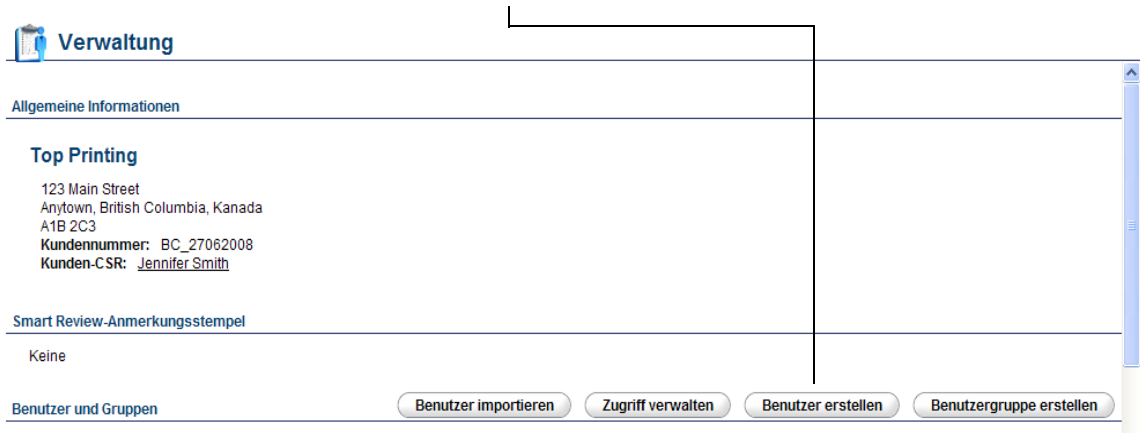 Verwaltung
Allgemeine Informationen
Top Printing
123 Main Street
Anytown, British Columbia, Kanada
A1B 2C3
Kundennummer: BC_27062008
Kunden-CSR: Jennifer Smith
Smart Review-Anmerkungsstempel
Keine
Benutzer und Gruppen Benutzer importieren Zugriff verwalten Benutzer erstellen Benutzergruppe erstellen